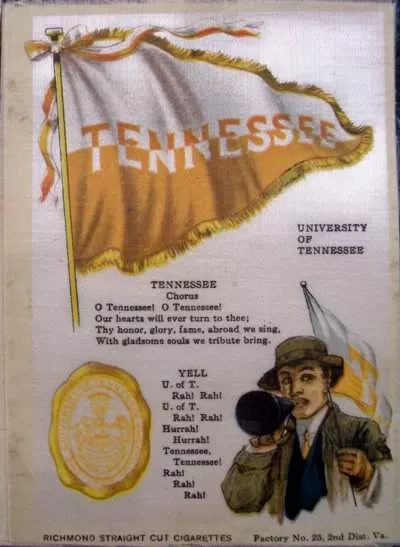 TENNESSEE
UNIVERSITY
OF
TENNESSEE
TENNESSEE
Chorus
O Tennessee! O Tennessee!
Our hearts will ever turn to thee;
Thy honor, glory, fame, abroad we sing,
With gladsome souls we tribute bring.
YELL
U. of T.
Rah! Rah!
U. of T.
Rah! Rah!
Hurrah!
Hurrah!
Tennessee,
Tennessee!
Rah!
Rah!
Rah!
T
RICHMOND STRAIGHT CUT CIGARETTES Factory No. 25, 2nd Dist. Va.